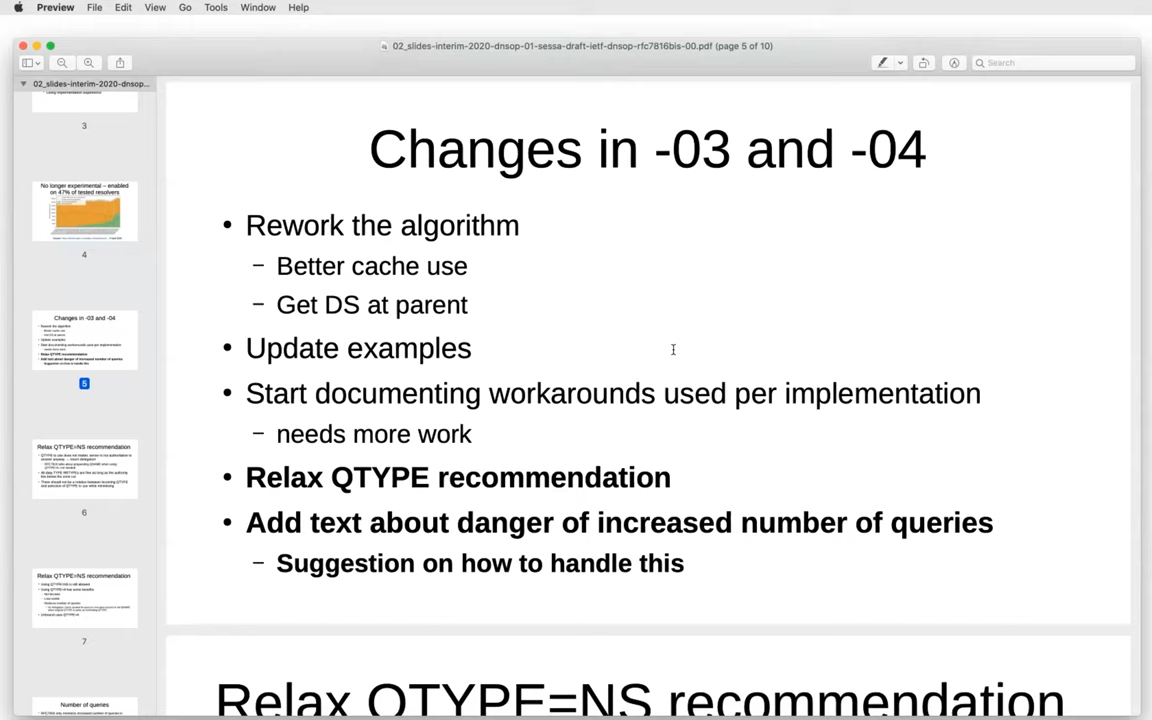 Preview File Edit View Go Tools Window Help
02_slides-interim-2020-dnsop-01-sessa-draft-ietf-dnsop-rfc7816bis-00.pdf (page 5 of 10)
Search
02_slides-interim-2020-dnsop...
3
No longer experimental – enabled
on 47% of tested resolvers
4
Changes in -03 and -04
5
Relax QTYPE=NS recommendation
6
Relax QTYPE=NS recommendation
7
Number of queries
Changes in -03 and -04
• Rework the algorithm
– Better cache use
– Get DS at parent
• Update examples
• Start documenting workarounds used per implementation
– needs more work
• Relax QTYPE recommendation
• Add text about danger of increased number of queries
– Suggestion on how to handle this
Relax QTYPE=NS recommendation